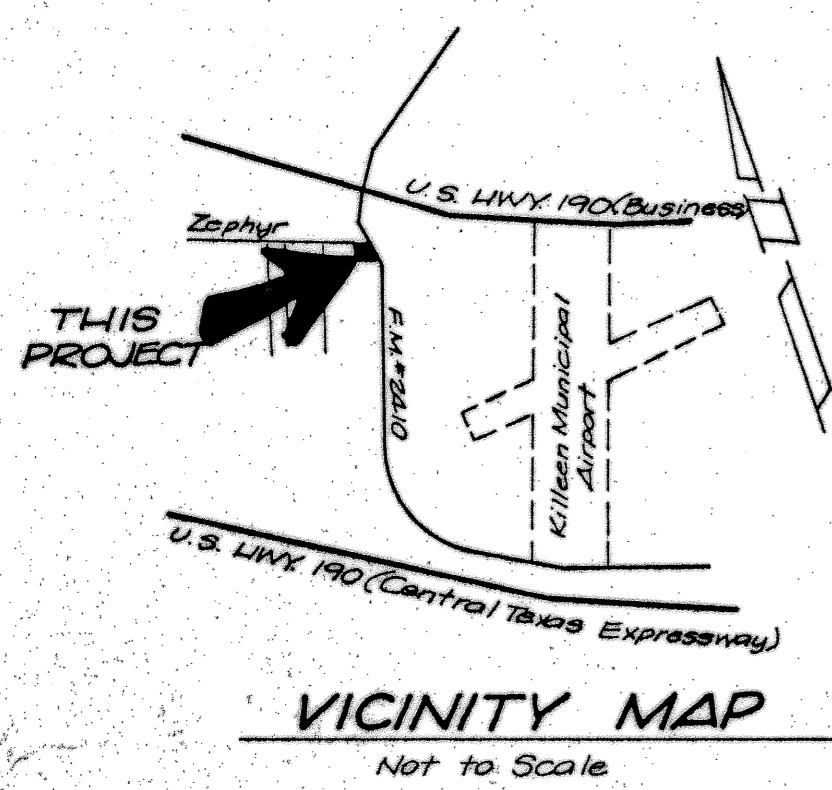 U.S. HWY. 190 (Business)
Zephyr
THIS
PROJECT
F.M. # 2410
Killeen Municipal
Airport
U.S. HWY. 190 (Central Texas Expressway)
VICINITY MAP
Not to Scale